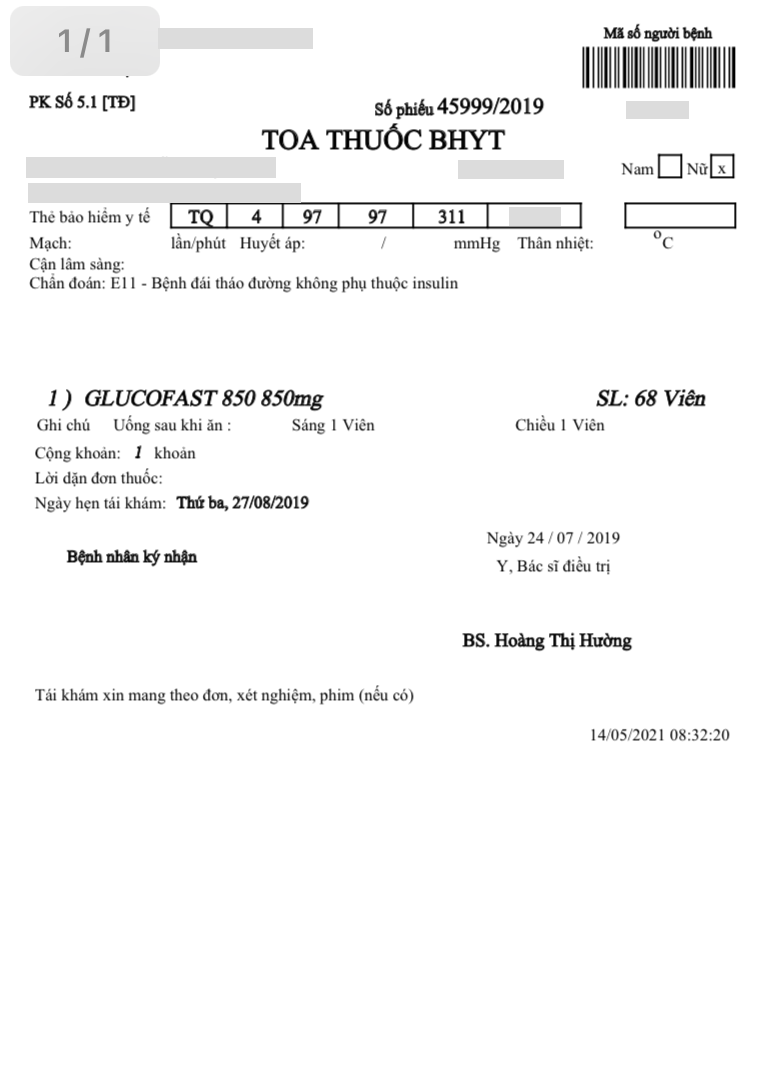 1/1
Mã số người bệnh
PK Số 5.1 [TĐ]
Số phiếu 45999/2019
TOA THUỐC BHYT
Nam Nữ x
Thẻ bảo hiểm y tế TQ 4 97 97 311
Mạch: lần/phút Huyết áp: / mmHg Thân nhiệt: ºC
Cận lâm sàng:
Chẩn đoán: E11 - Bệnh đái tháo đường không phụ thuộc insulin
1 ) GLUCOFAST 850 850mg SL: 68 Viên
Ghi chú Uống sau khi ăn : Sáng 1 Viên Chiều 1 Viên
Cộng khoản: 1 khoản
Lời dặn đơn thuốc:
Ngày hẹn tái khám: Thứ ba, 27/08/2019
Ngày 24 / 07 / 2019
Bệnh nhân ký nhận
Y, Bác sĩ điều trị
BS. Hoàng Thị Hường
Tái khám xin mang theo đơn, xét nghiệm, phim (nếu có)
14/05/2021 08:32:20